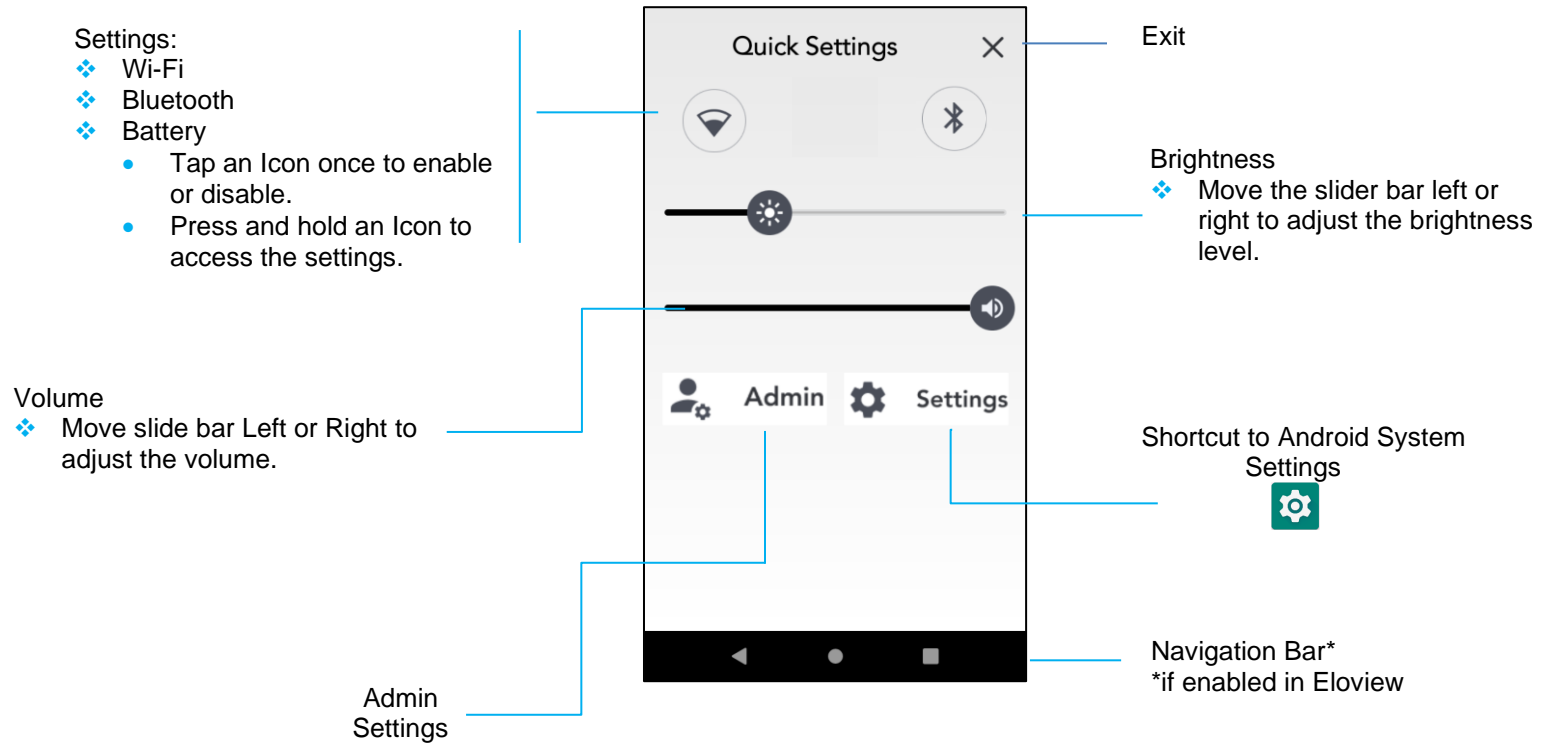 Settings:
Wi-Fi
Bluetooth
Battery
Tap an Icon once to enable
or disable.
Press and hold an Icon to
access the settings.
Volume
Move slide bar Left or Right to
adjust the volume.
Admin
Settings
Quick Settings
Admin
Settings
Exit
Brightness
Move the slider bar left or
right to adjust the brightness
level.
Shortcut to Android System
Settings
Navigation Bar*
*if enabled in Eloview